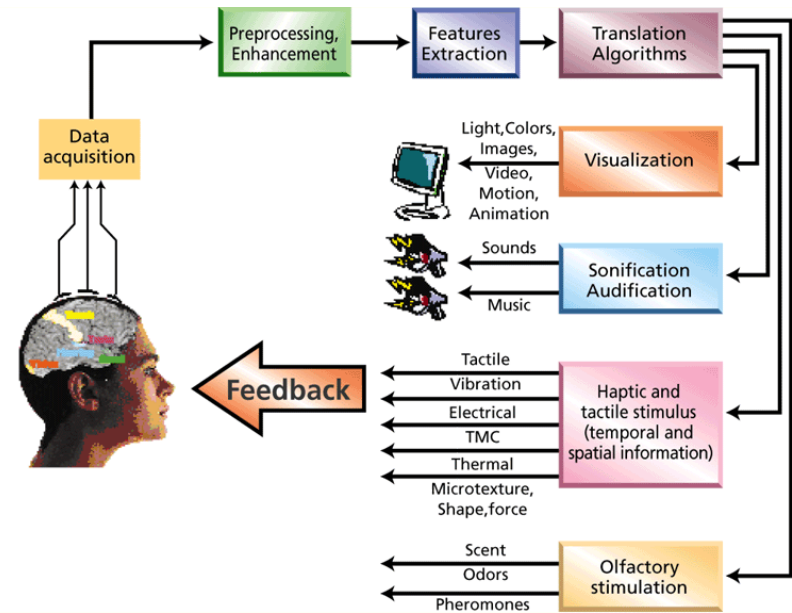 Preprocessing,
Enhancement
Features
Extraction
Translation
Algorithms
Data
acquisition
Light,Colors,
Images,
Video,
Motion,
Animation
Visualization
Sounds
Music
Sonification
Audification
Feedback
Tactile
Vibration
Electrical
TMC
Thermal
Microtexture,
Shape,force
Haptic and
tactile stimulus
(temporal and
spatial information)
Scent
Odors
Pheromones
Olfactory
stimulation